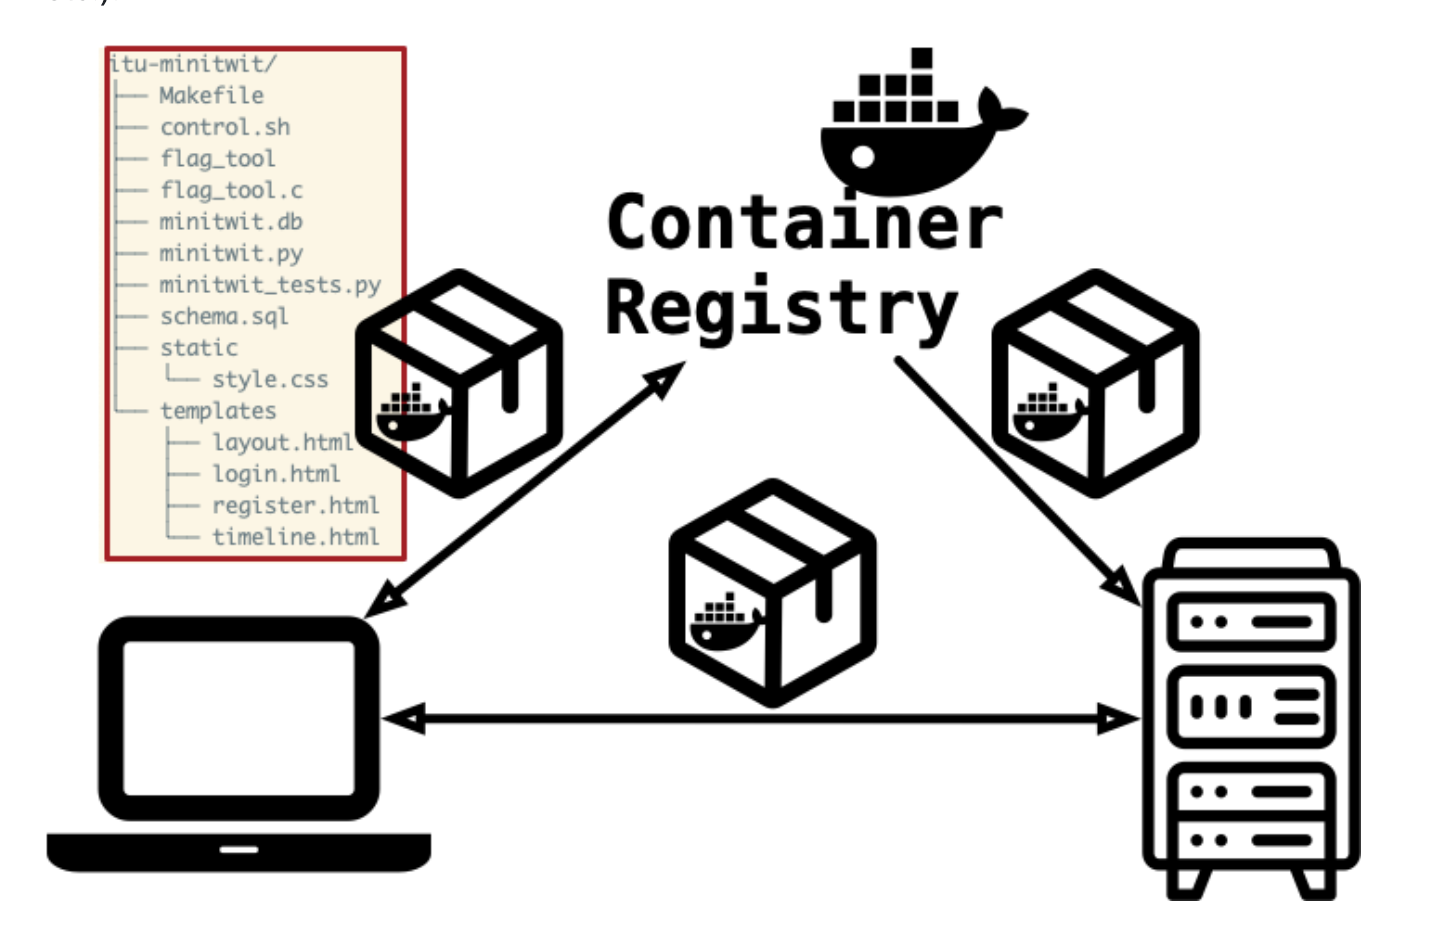 itu-minitwit/
├── Makefile
├── control.sh
├── flag_tool
├── flag_tool.c
├── minitwit.db
├── minitwit.py
├── minitwit_tests.py
├── schema.sql
├── static
│   └── style.css
└── templates
    ├── layout.html
    ├── login.html
    ├── register.html
    └── timeline.html
Container
Registry